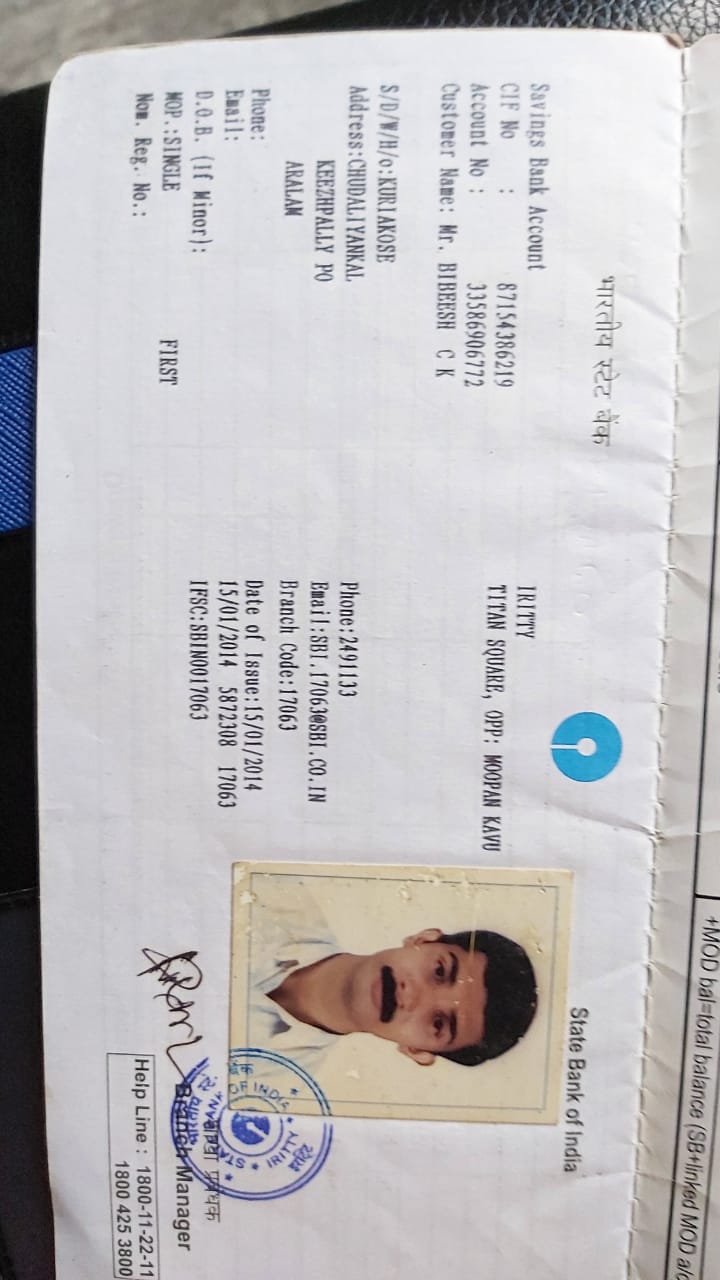 +MOD bal=total balance (SB+linked MOD a/c
भारतीय स्टेट बैंक
State Bank of India
Savings Bank Account
CIF No : 87154386219
Account No : 33586906772
Customer Name: Mr. BIBEESH C K
S/D/W/H/o:KURIAKOSE
Address:CHUDALIYANKAL
KEEZHPALLY PO
ARALAM
Phone:
Email:
D.O.B. (If Minor):
MOP.:SINGLE FIRST
Nom. Reg. No.:
IRITTY
TITAN SQUARE, OPP: MOOPAN KAVU
Phone:2491133
Email:SBI.17063@SBI.CO.IN
Branch Code:17063
Date of Issue:15/01/2014
15/01/2014 5872308 17063
IFSC:SBIN0017063
STATE BANK OF INDIA
IRITTY
शाखा प्रबंधक
Branch Manager
Help Line : 1800-11-22-11
1800 425 3800